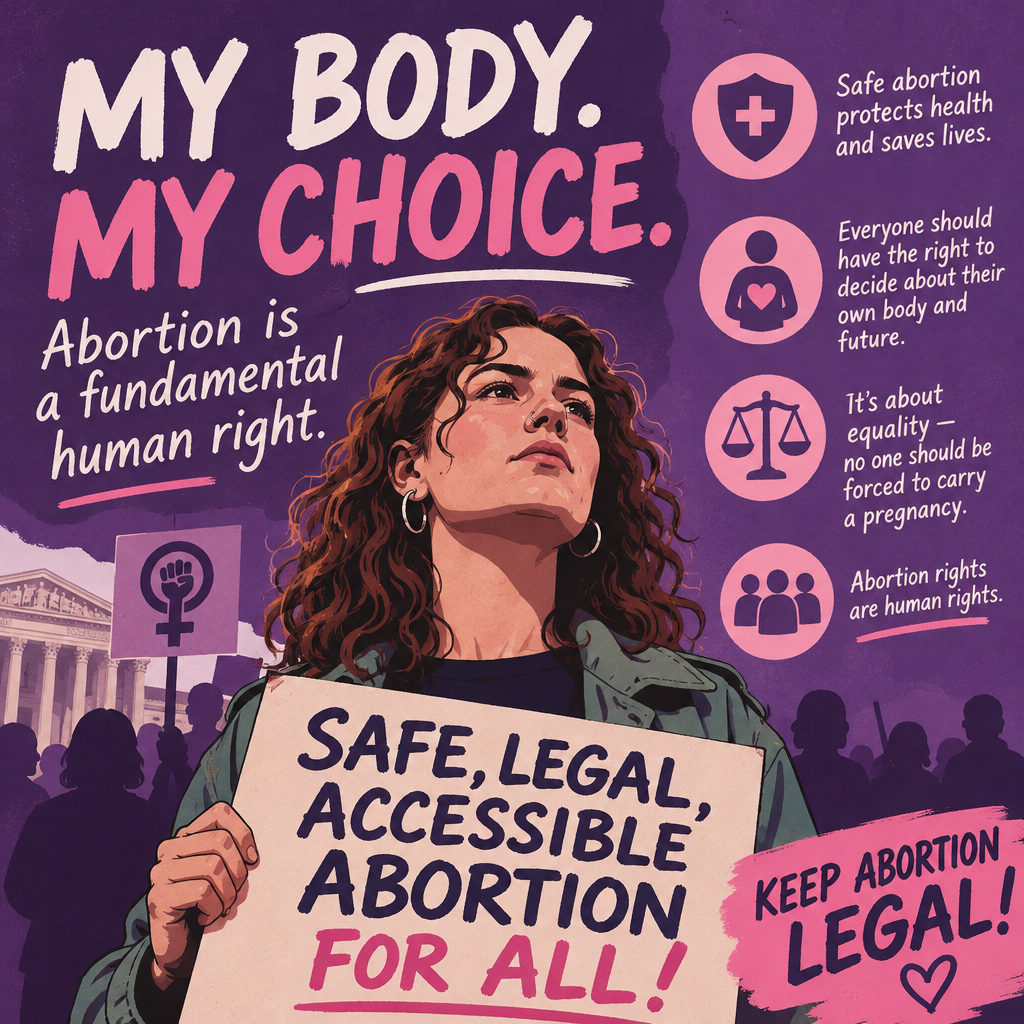 MY BODY.
MY CHOICE.
Abortion is
a fundamental
human right.
Safe abortion
protects health
and saves lives.
Everyone should
have the right to
decide about their
own body and
future.
It's about
equality —
no one should be
forced to carry
a pregnancy.
Abortion rights
are human rights.
SAFE, LEGAL,
ACCESSIBLE
ABORTION
FOR ALL!
KEEP ABORTION
LEGAL!